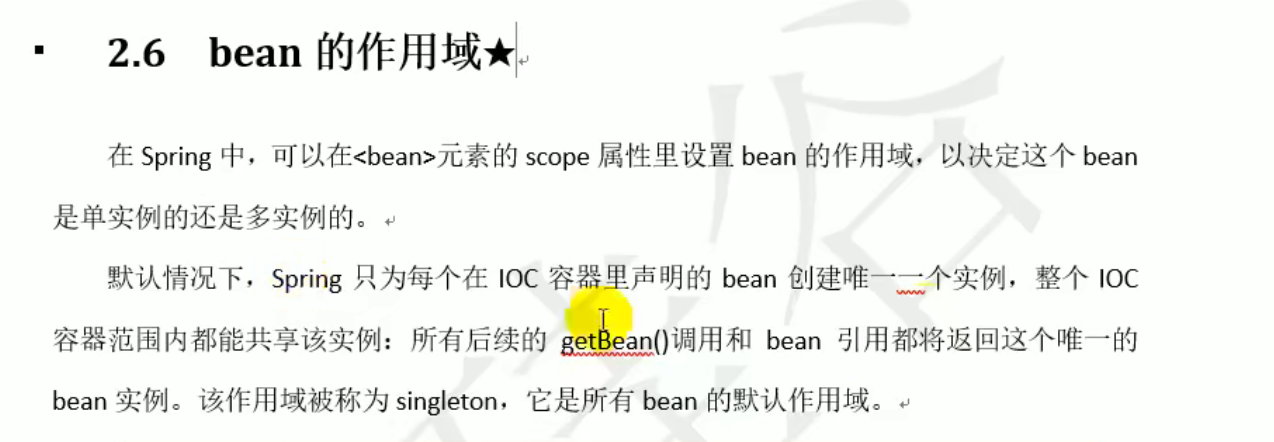 ▪ 2.6 bean 的作用域★
在 Spring 中，可以在<bean>元素的 scope 属性里设置 bean 的作用域，以决定这个 bean
是单实例的还是多实例的。
默认情况下，Spring 只为每个在 IOC 容器里声明的 bean 创建唯一一个实例，整个 IOC
容器范围内都能共享该实例：所有后续的 getBean()调用和 bean 引用都将返回这个唯一的
bean 实例。该作用域被称为 singleton，它是所有 bean 的默认作用域。